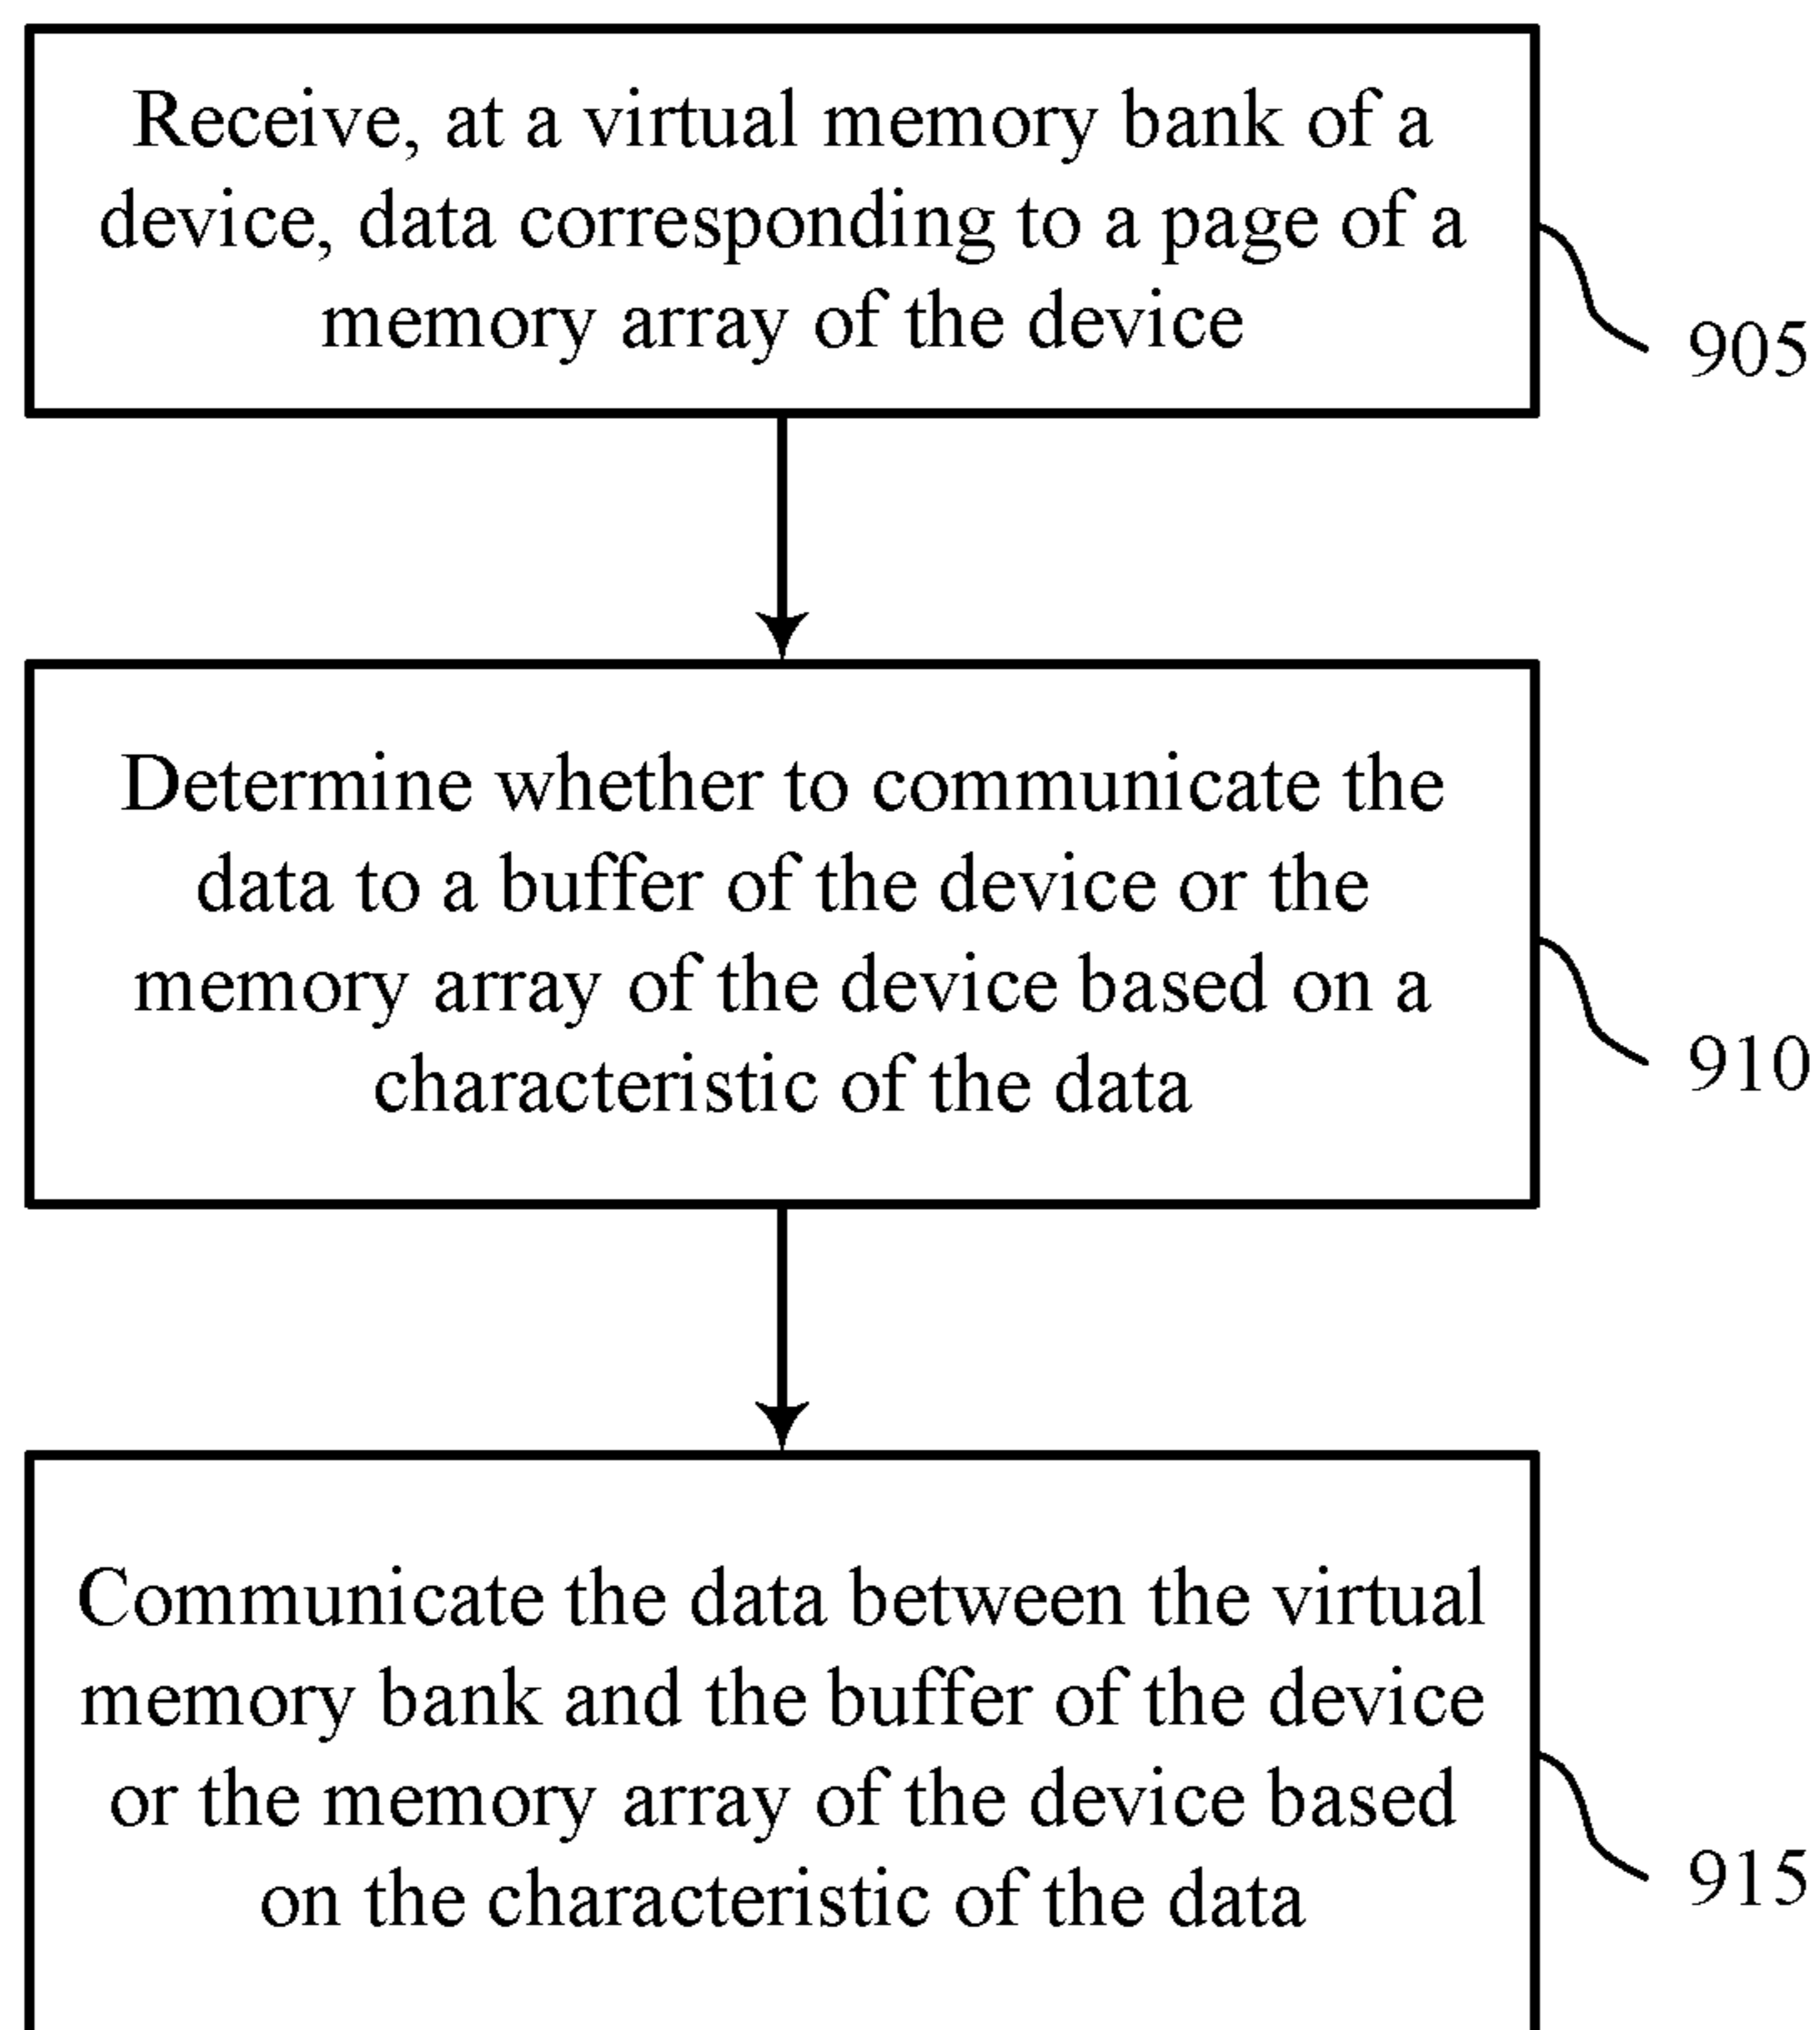 Receive, at a virtual memory bank of a
device, data corresponding to a page of a
memory array of the device
905
Determine whether to communicate the
data to a buffer of the device or the
memory array of the device based on a
characteristic of the data
910
Communicate the data between the virtual
memory bank and the buffer of the device
or the memory array of the device based
on the characteristic of the data
915